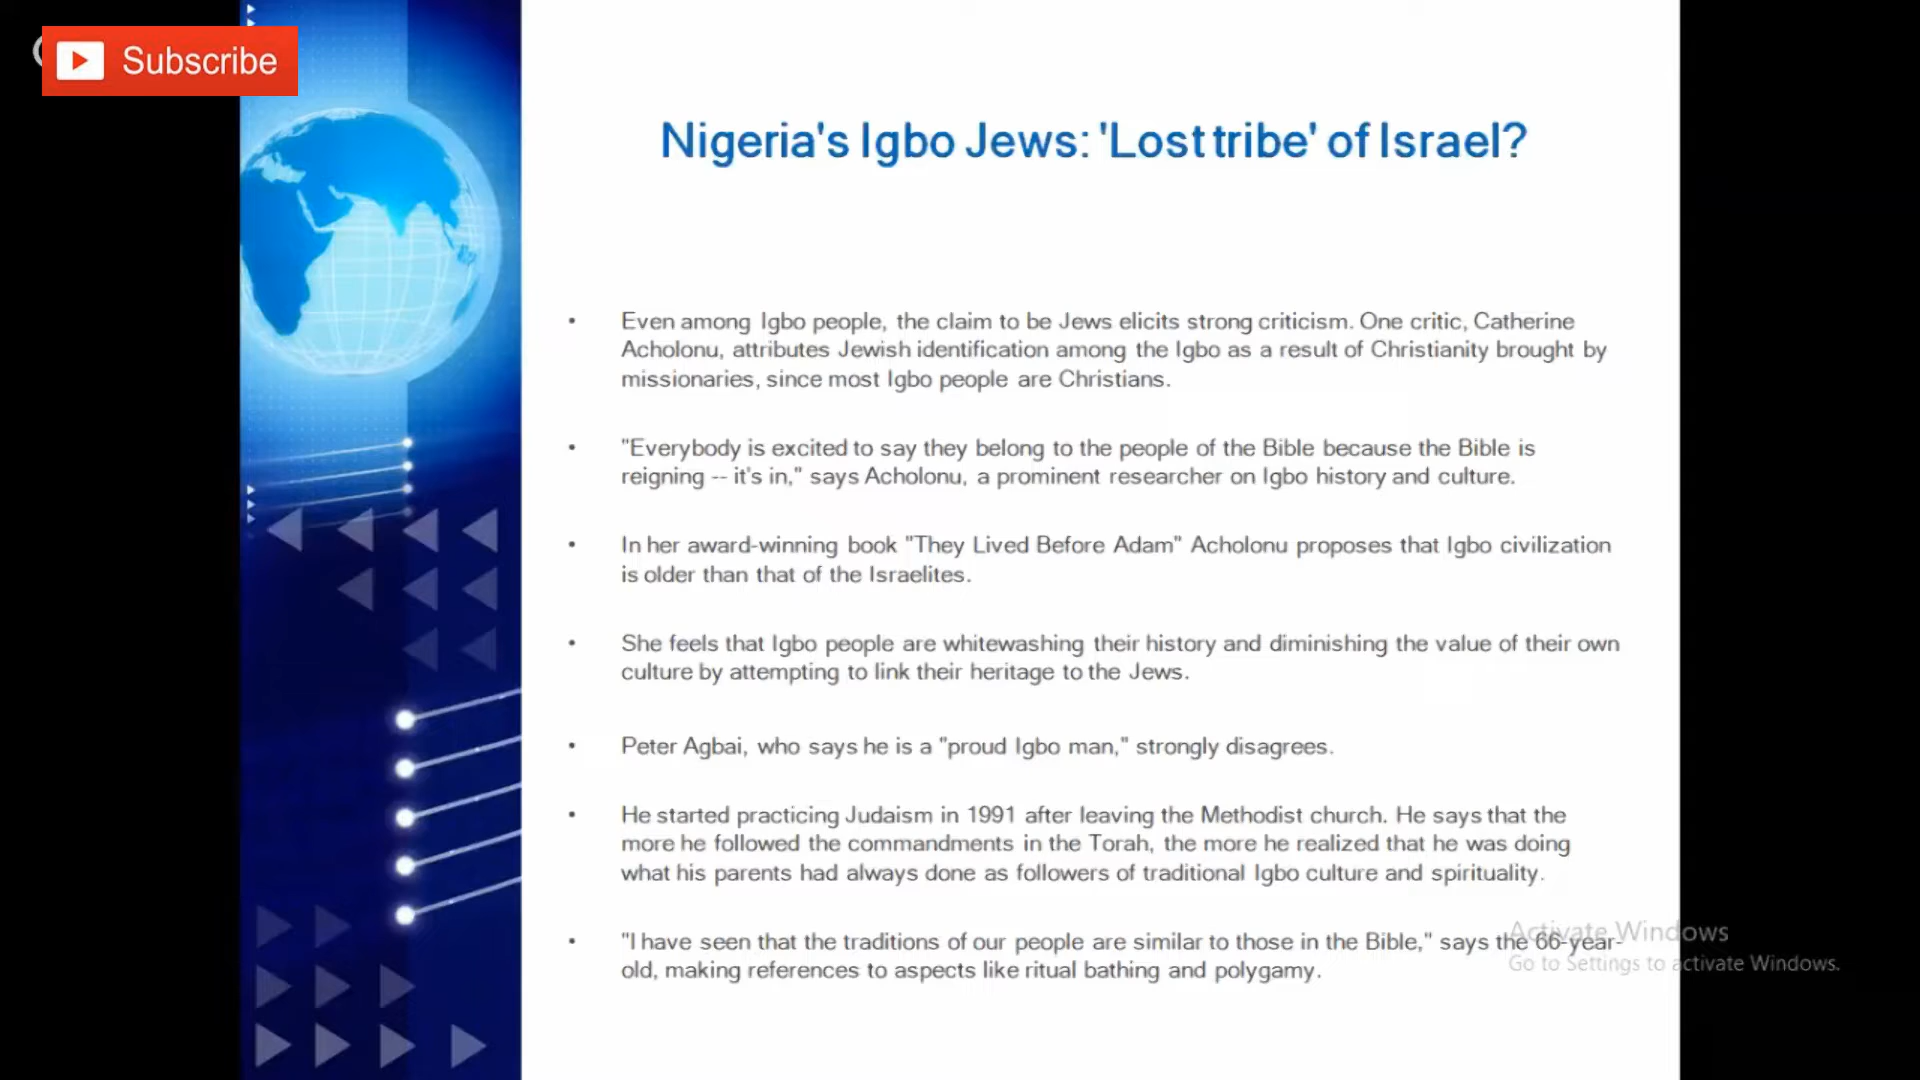 Subscribe
Nigeria's Igbo Jews: 'Lost tribe' of Israel?
• Even among Igbo people, the claim to be Jews elicits strong criticism. One critic, Catherine
Acholonu, attributes Jewish identification among the Igbo as a result of Christianity brought by
missionaries, since most Igbo people are Christians.
• "Everybody is excited to say they belong to the people of the Bible because the Bible is
reigning -- it's in," says Acholonu, a prominent researcher on Igbo history and culture.
• In her award-winning book "They Lived Before Adam" Acholonu proposes that Igbo civilization
is older than that of the Israelites.
• She feels that Igbo people are whitewashing their history and diminishing the value of their own
culture by attempting to link their heritage to the Jews.
• Peter Agbai, who says he is a "proud Igbo man," strongly disagrees.
• He started practicing Judaism in 1991 after leaving the Methodist church. He says that the
more he followed the commandments in the Torah, the more he realized that he was doing
what his parents had always done as followers of traditional Igbo culture and spirituality.
• "I have seen that the traditions of our people are similar to those in the Bible," says the 66-year-
old, making references to aspects like ritual bathing and polygamy.
Activate Windows
Go to Settings to activate Windows.